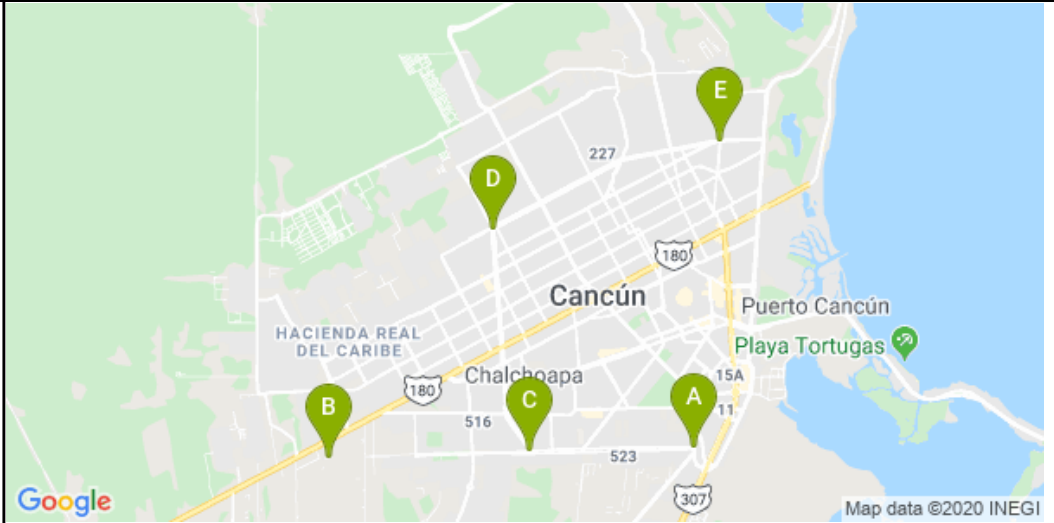 E
227
D
180
Cancún
Puerto Cancún
HACIENDA REAL
DEL CARIBE
Playa Tortugas
15A
Chalchoapa
180
B
C
A
11
516
523
307
Google
Map data ©2020 INEGI